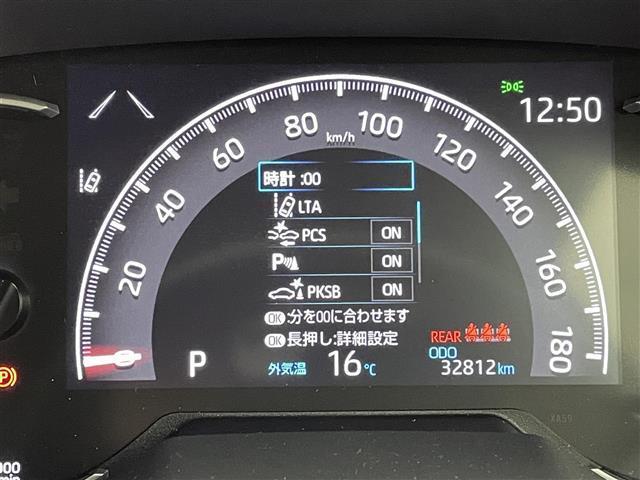 12:50
0
20
40
60
80
100
120
140
160
180
km/h
時計 :00
LTA
PCS ON
P ON
PKSB ON
OK :分を00に合わせます
OK 長押し:詳細設定
REAR
ODO
32812 km
P
外気温 16 ℃
(P)
XA59